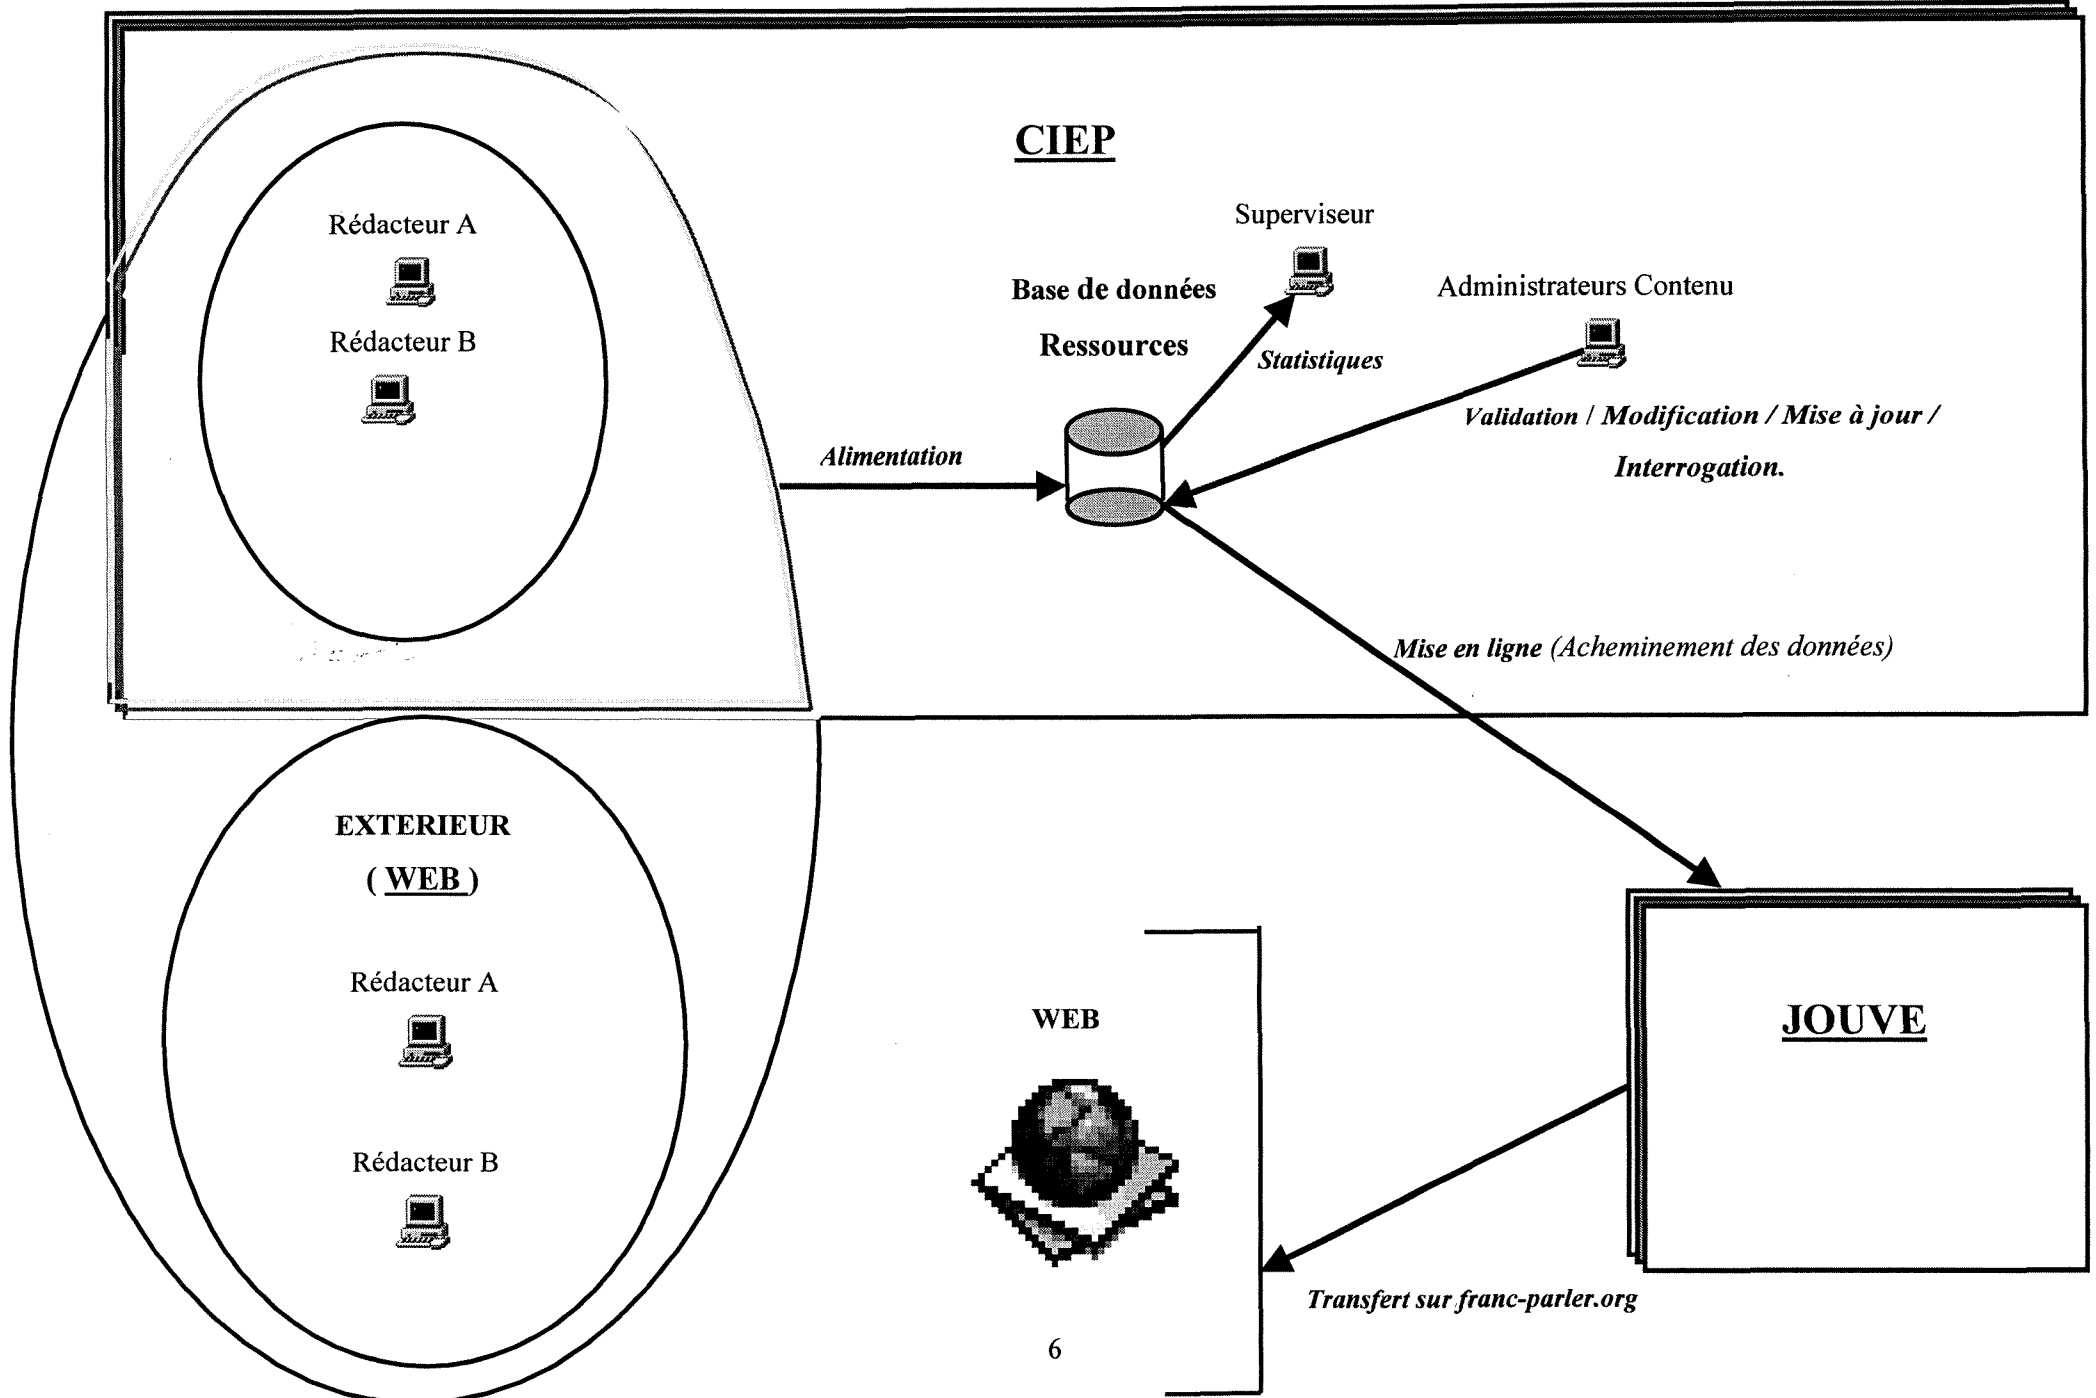 CIEP
Rédacteur A
Rédacteur B
Superviseur
Base de données
Ressources
Administrateurs Contenu
Statistiques
Validation / Modification / Mise à jour /
Interrogation.
Alimentation
Mise en ligne (Acheminement des données)
EXTERIEUR
( WEB )
Rédacteur A
Rédacteur B
WEB
JOUVE
Transfert sur franc-parler.org
6